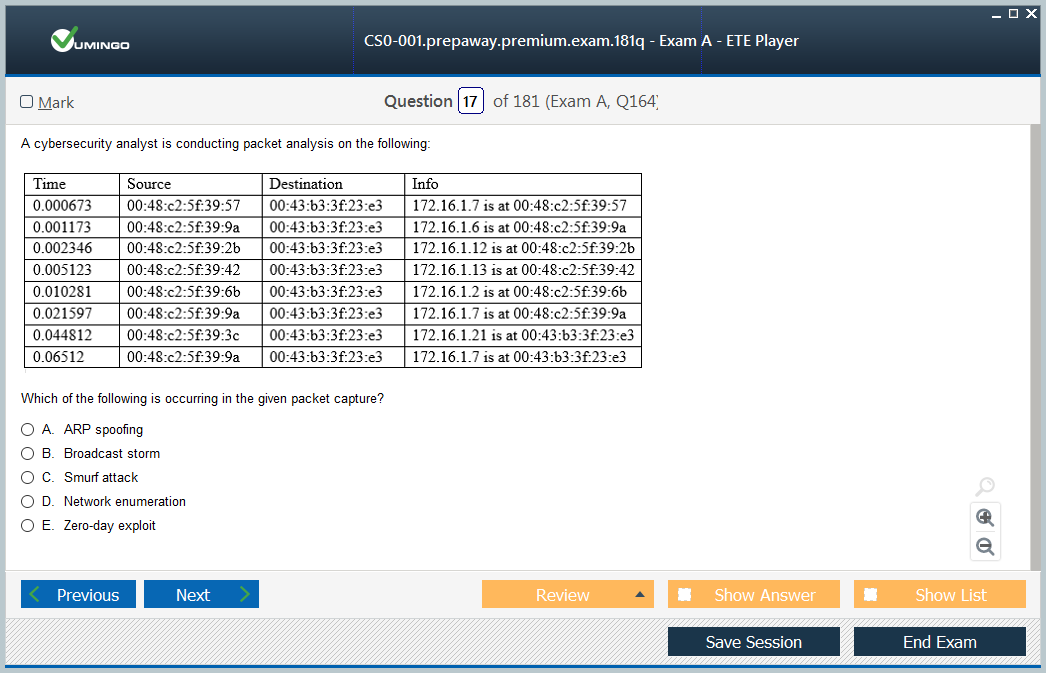 VUMINGO
CS0-001.prepaway.premium.exam.181q - Exam A - ETE Player
Mark
Question 17 of 181 (Exam A, Q164)
A cybersecurity analyst is conducting packet analysis on the following:
Time Source Destination Info
0.000673 00:48:c2:5f:39:57 00:43:b3:3f:23:e3 172.16.1.7 is at 00:48:c2:5f:39:57
0.001173 00:48:c2:5f:39:9a 00:43:b3:3f:23:e3 172.16.1.6 is at 00:48:c2:5f:39:9a
0.002346 00:48:c2:5f:39:2b 00:43:b3:3f:23:e3 172.16.1.12 is at 00:48:c2:5f:39:2b
0.005123 00:48:c2:5f:39:42 00:43:b3:3f:23:e3 172.16.1.13 is at 00:48:c2:5f:39:42
0.010281 00:48:c2:5f:39:6b 00:43:b3:3f:23:e3 172.16.1.2 is at 00:48:c2:5f:39:6b
0.021597 00:48:c2:5f:39:9a 00:43:b3:3f:23:e3 172.16.1.7 is at 00:48:c2:5f:39:9a
0.044812 00:48:c2:5f:39:3c 00:43:b3:3f:23:e3 172.16.1.21 is at 00:43:b3:3f:23:e3
0.06512 00:48:c2:5f:39:9a 00:43:b3:3f:23:e3 172.16.1.7 is at 00:43:b3:3f:23:e3
Which of the following is occurring in the given packet capture?
A. ARP spoofing
B. Broadcast storm
C. Smurf attack
D. Network enumeration
E. Zero-day exploit
Previous Next Review Show Answer Show List
Save Session End Exam